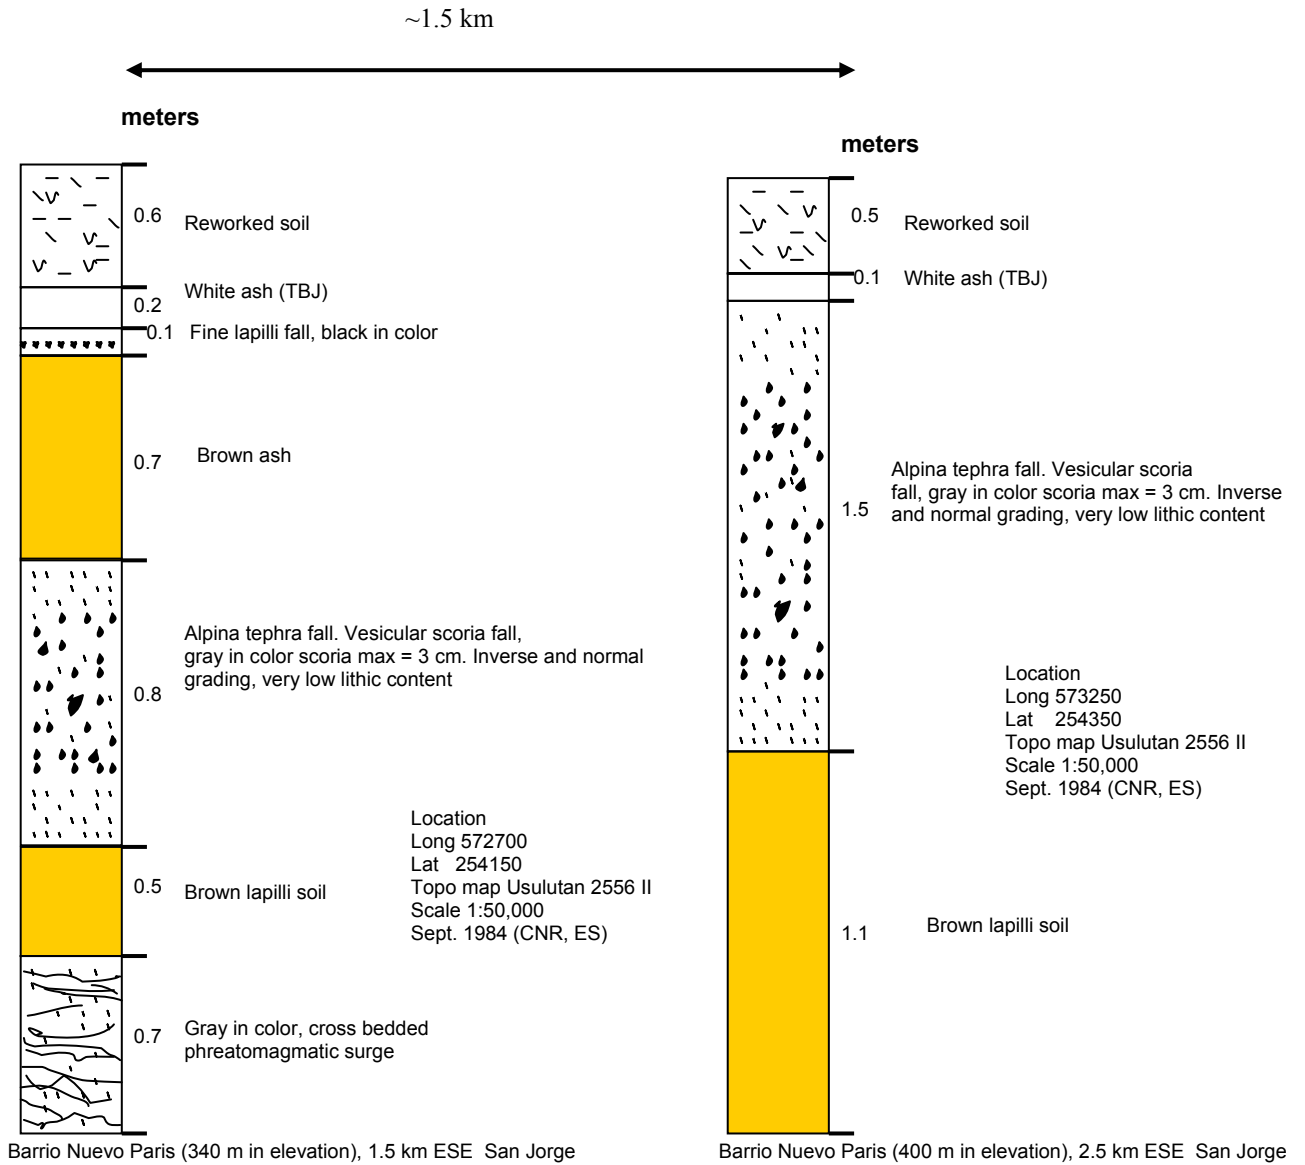 ~1.5 km
meters
0.6
Reworked soil
White ash (TBJ)
0.2
0.1 Fine lapilli fall, black in color
Brown ash
0.7
Alpina tephra fall. Vesicular scoria fall,
gray in color scoria max = 3 cm. Inverse and normal
grading, very low lithic content
0.8
Location
Long 572700
Lat 254150
Topo map Usulutan 2556 II
Scale 1:50,000
Sept. 1984 (CNR, ES)
0.5
Brown lapilli soil
0.7
Gray in color, cross bedded
phreatomagmatic surge
Barrio Nuevo Paris (340 m in elevation), 1.5 km ESE San Jorge
meters
0.5
Reworked soil
0.1
White ash (TBJ)
Alpina tephra fall. Vesicular scoria
fall, gray in color scoria max = 3 cm. Inverse
and normal grading, very low lithic content
1.5
Location
Long 573250
Lat 254350
Topo map Usulutan 2556 II
Scale 1:50,000
Sept. 1984 (CNR, ES)
1.1
Brown lapilli soil
Barrio Nuevo Paris (400 m in elevation), 2.5 km ESE San Jorge